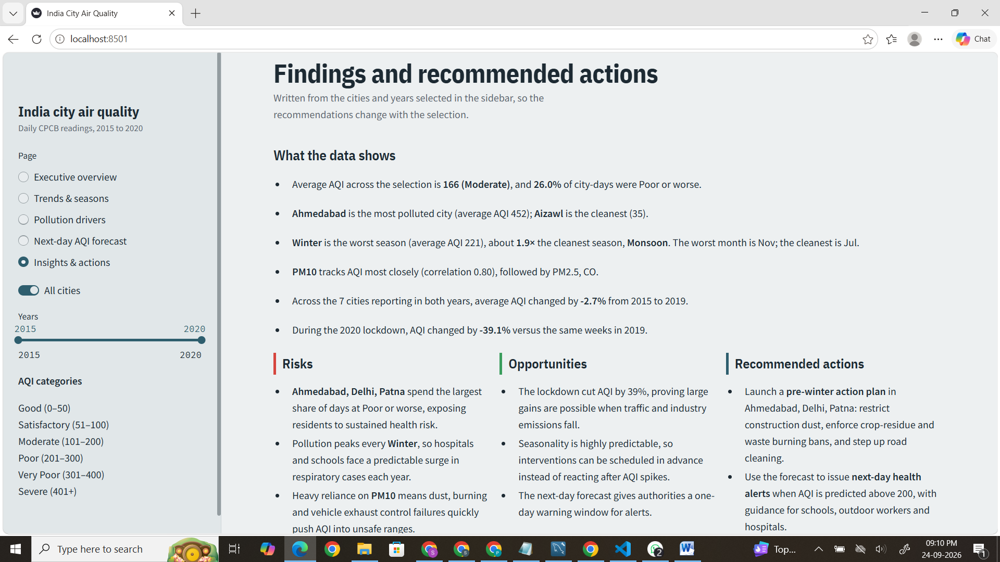 India City Air Quality
localhost:8501
Chat
India city air quality
Daily CPCB readings, 2015 to 2020
Page
Executive overview
Trends & seasons
Pollution drivers
Next-day AQI forecast
Insights & actions
All cities
Years
2015 2020
2015 2020
AQI categories
Good (0–50)
Satisfactory (51–100)
Moderate (101–200)
Poor (201–300)
Very Poor (301–400)
Severe (401+)
Findings and recommended actions
Written from the cities and years selected in the sidebar, so the
recommendations change with the selection.
What the data shows
Average AQI across the selection is 166 (Moderate), and 26.0% of city-days were Poor or worse.
Ahmedabad is the most polluted city (average AQI 452); Aizawl is the cleanest (35).
Winter is the worst season (average AQI 221), about 1.9× the cleanest season, Monsoon. The worst month is Nov; the cleanest is Jul.
PM10 tracks AQI most closely (correlation 0.80), followed by PM2.5, CO.
Across the 7 cities reporting in both years, average AQI changed by -2.7% from 2015 to 2019.
During the 2020 lockdown, AQI changed by -39.1% versus the same weeks in 2019.
Risks
Ahmedabad, Delhi, Patna spend the largest
share of days at Poor or worse, exposing
residents to sustained health risk.
Pollution peaks every Winter, so hospitals
and schools face a predictable surge in
respiratory cases each year.
Heavy reliance on PM10 means dust, burning
and vehicle exhaust control failures quickly
push AQI into unsafe ranges.
Opportunities
The lockdown cut AQI by 39%, proving large
gains are possible when traffic and industry
emissions fall.
Seasonality is highly predictable, so
interventions can be scheduled in advance
instead of reacting after AQI spikes.
The next-day forecast gives authorities a one-
day warning window for alerts.
Recommended actions
Launch a pre-winter action plan in
Ahmedabad, Delhi, Patna: restrict
construction dust, enforce crop-residue and
waste burning bans, and step up road
cleaning.
Use the forecast to issue next-day health
alerts when AQI is predicted above 200, with
guidance for schools, outdoor workers and
hospitals.
Type here to search
S
S
P
2
W
Top...
09:10 PM
24-09-2026
1